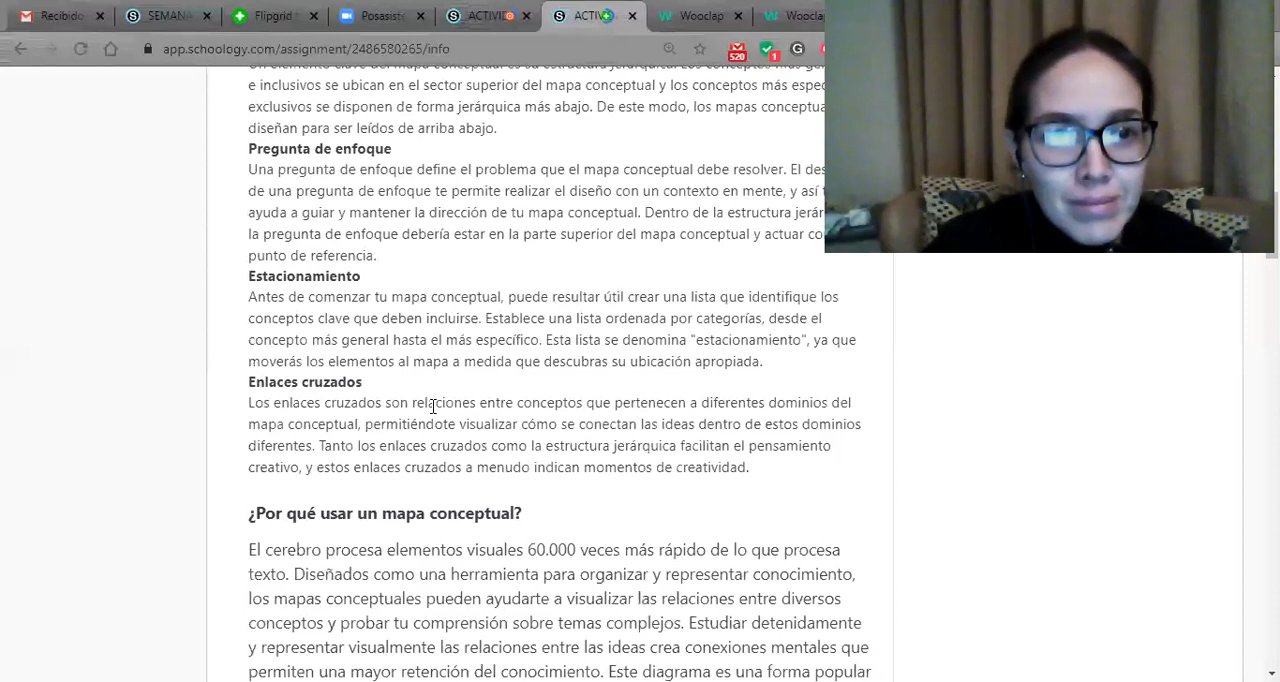 Recibido
SEMANA
Flipgrid
Posasiste
ACTIVID
ACTIV
Wooclap
Wooclap
app.schoology.com/assignment/2486580265/info
520
1
G
e inclusivos se ubican en el sector superior del mapa conceptual y los conceptos más
exclusivos se disponen de forma jerárquica más abajo. De este modo, los mapas
diseñan para ser leídos de arriba abajo.
Pregunta de enfoque
Una pregunta de enfoque define el problema que el mapa conceptual debe resolver. El
de una pregunta de enfoque te permite realizar el diseño con un contexto en mente, y así
ayuda a guiar y mantener la dirección de tu mapa conceptual. Dentro de la estructura
la pregunta de enfoque debería estar en la parte superior del mapa conceptual y actuar
punto de referencia.
Estacionamiento
Antes de comenzar tu mapa conceptual, puede resultar útil crear una lista que identifique los
conceptos clave que deben incluirse. Establece una lista ordenada por categorías, desde el
concepto más general hasta el más específico. Esta lista se denomina "estacionamiento", ya que
moverás los elementos al mapa a medida que descubras su ubicación apropiada.
Enlaces cruzados
Los enlaces cruzados son relaciones entre conceptos que pertenecen a diferentes dominios del
mapa conceptual, permitiéndote visualizar cómo se conectan las ideas dentro de estos dominios
diferentes. Tanto los enlaces cruzados como la estructura jerárquica facilitan el pensamiento
creativo, y estos enlaces cruzados a menudo indican momentos de creatividad.
¿Por qué usar un mapa conceptual?
El cerebro procesa elementos visuales 60.000 veces más rápido de lo que procesa
texto. Diseñados como una herramienta para organizar y representar conocimiento,
los mapas conceptuales pueden ayudarte a visualizar las relaciones entre diversos
conceptos y probar tu comprensión sobre temas complejos. Estudiar detenidamente
y representar visualmente las relaciones entre las ideas crea conexiones mentales que
permiten una mayor retención del conocimiento. Este diagrama es una forma popular